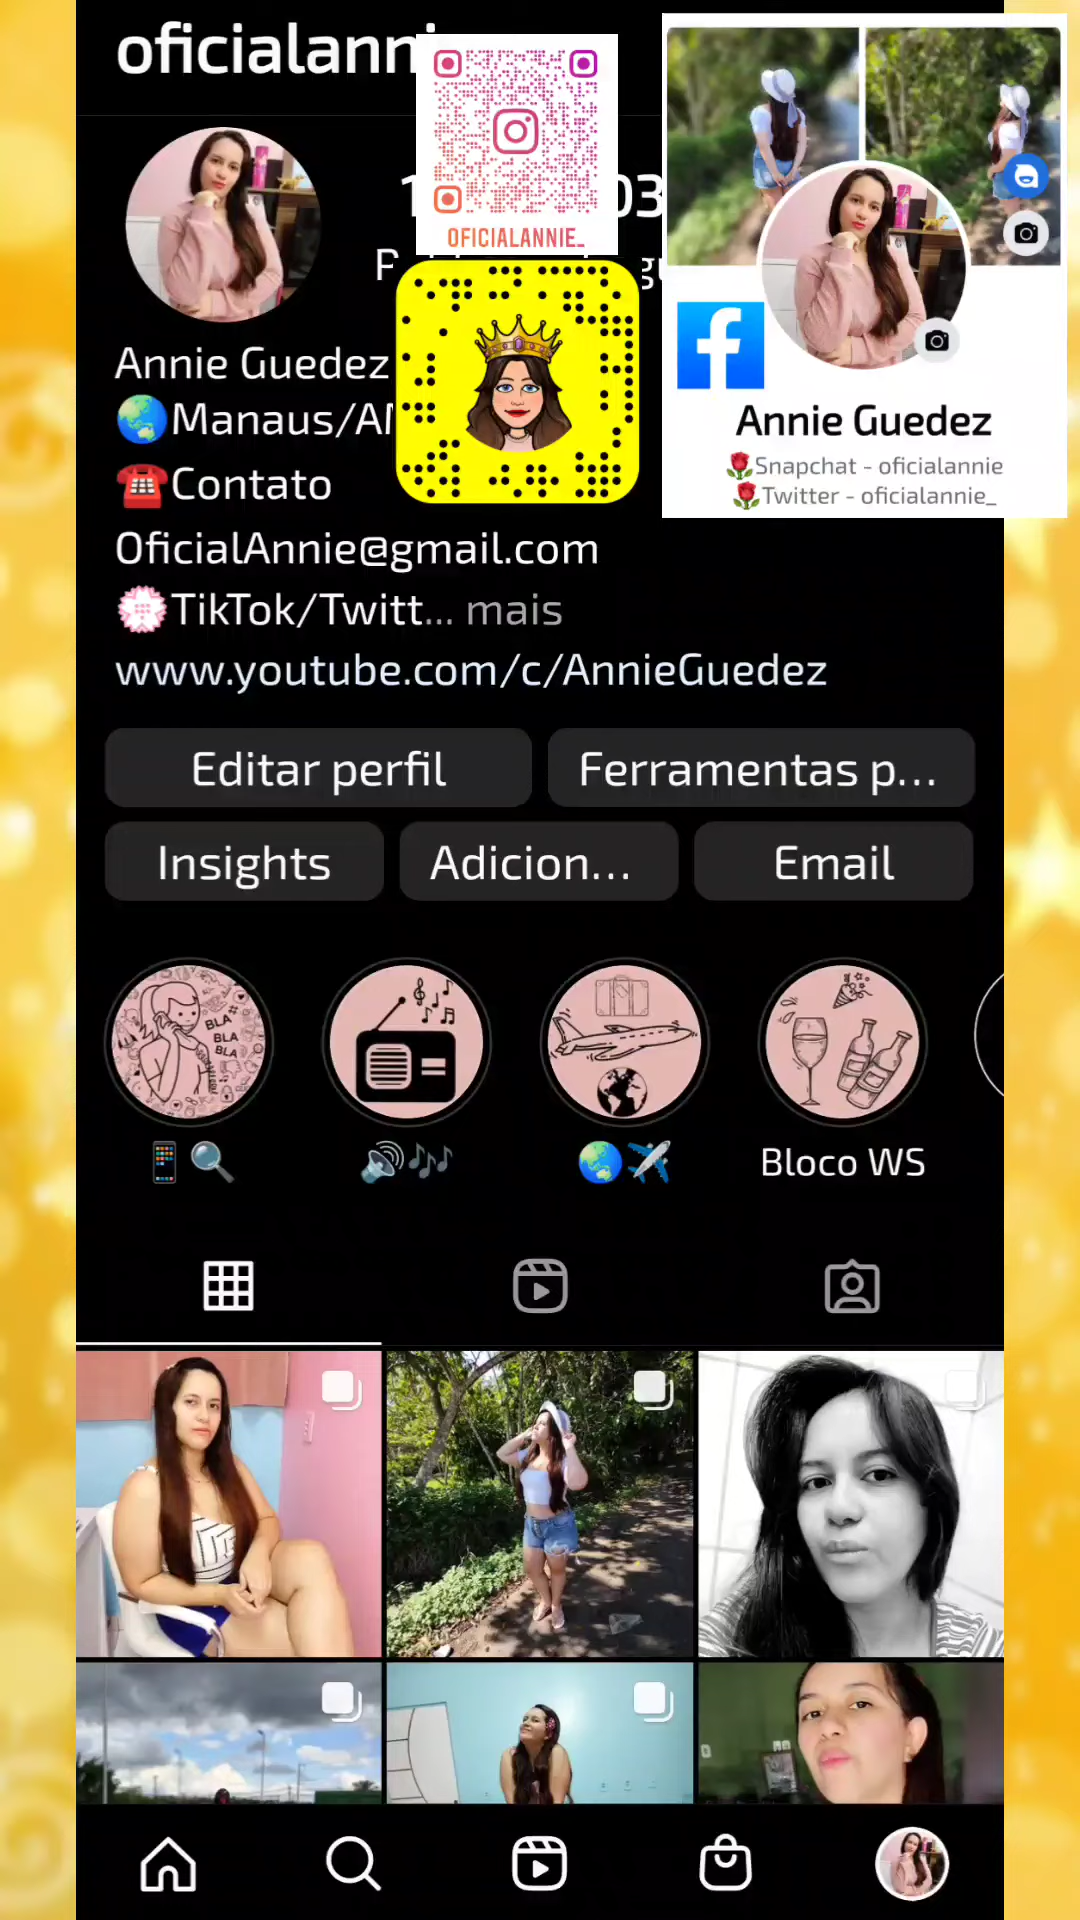 oficialanni
OFICIALANNIE_
Annie Guedez
🌏Manaus/A
☎️Contato
OficialAnnie@gmail.com
💮TikTok/Twitt... mais
www.youtube.com/c/AnnieGuedez
Annie Guedez
🌹Snapchat - oficialannie
🌹Twitter - oficialannie_
Editar perfil
Ferramentas p...
Insights
Adicion...
Email
BLA
BLA
BLA
Bloco WS